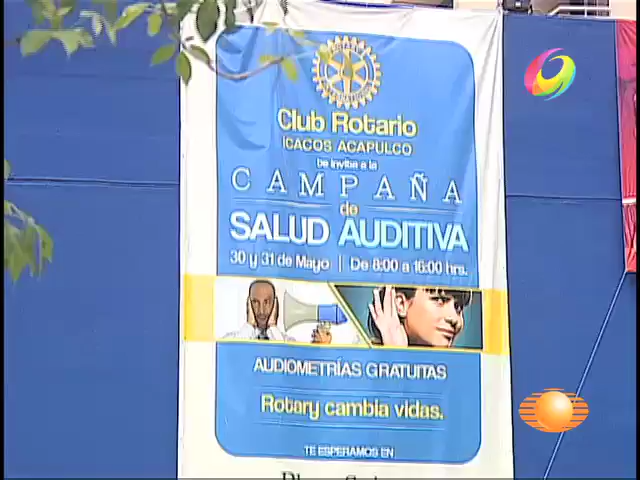 Club Rotario
ICACOS ACAPULCO
te invita a la
CAMPAÑA
de
SALUD AUDITIVA
30 y 31 de Mayo | De 8:00 a 16:00 hrs.
AUDIOMETRÍAS GRATUITAS
Rotary cambia vidas.
TE ESPERAMOS EN